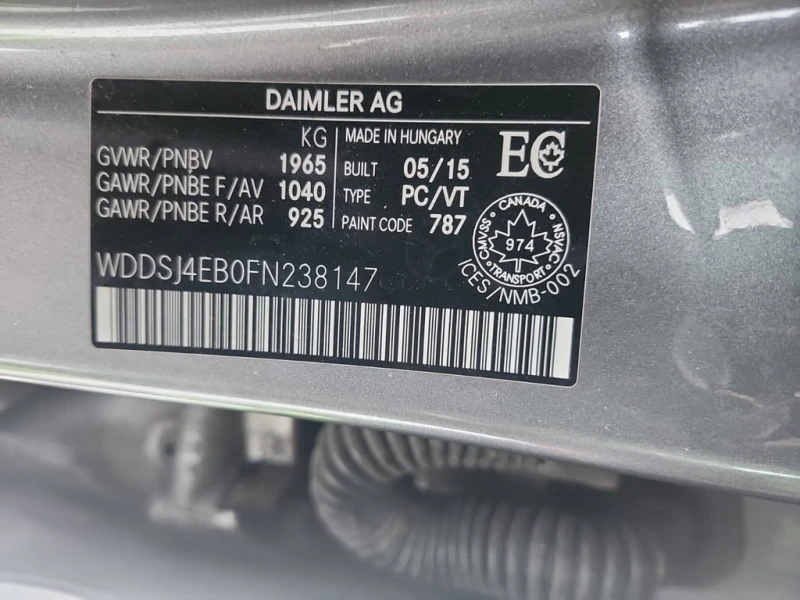 DAIMLER AG
KG
GVWR/PNBV 1965
GAWR/PNBE F/AV 1040
GAWR/PNBE R/AR 925
MADE IN HUNGARY
BUILT 05/15
TYPE PC/VT
PAINT CODE 787
EC
CANADA
CMVSS
974
NSVAC
TRANSPORT
ICES/NMB-002
WDDSJ4EB0FN238147